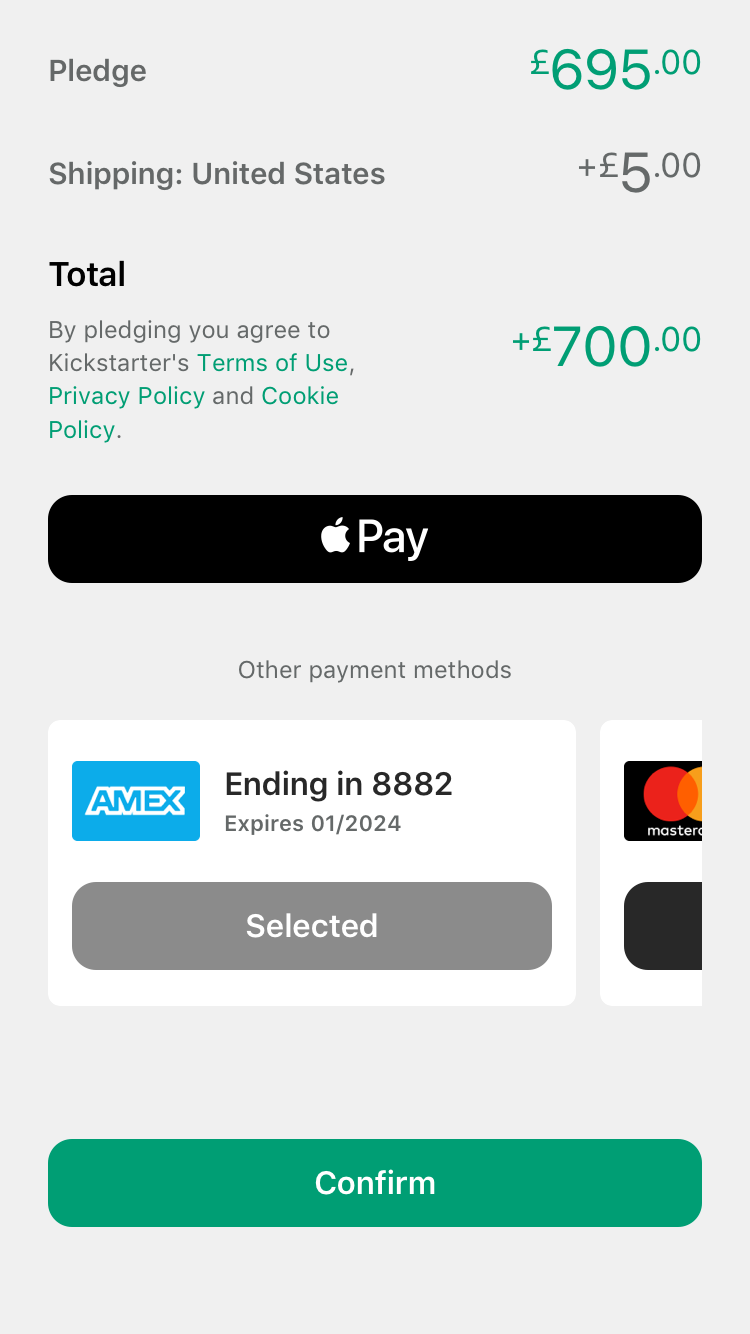 Pledge £695.00
Shipping: United States +£5.00
Total
By pledging you agree to
Kickstarter's Terms of Use,
Privacy Policy and Cookie
Policy.
+£700.00
Pay
Other payment methods
AMEX
Ending in 8882
Expires 01/2024
Selected
Confirm